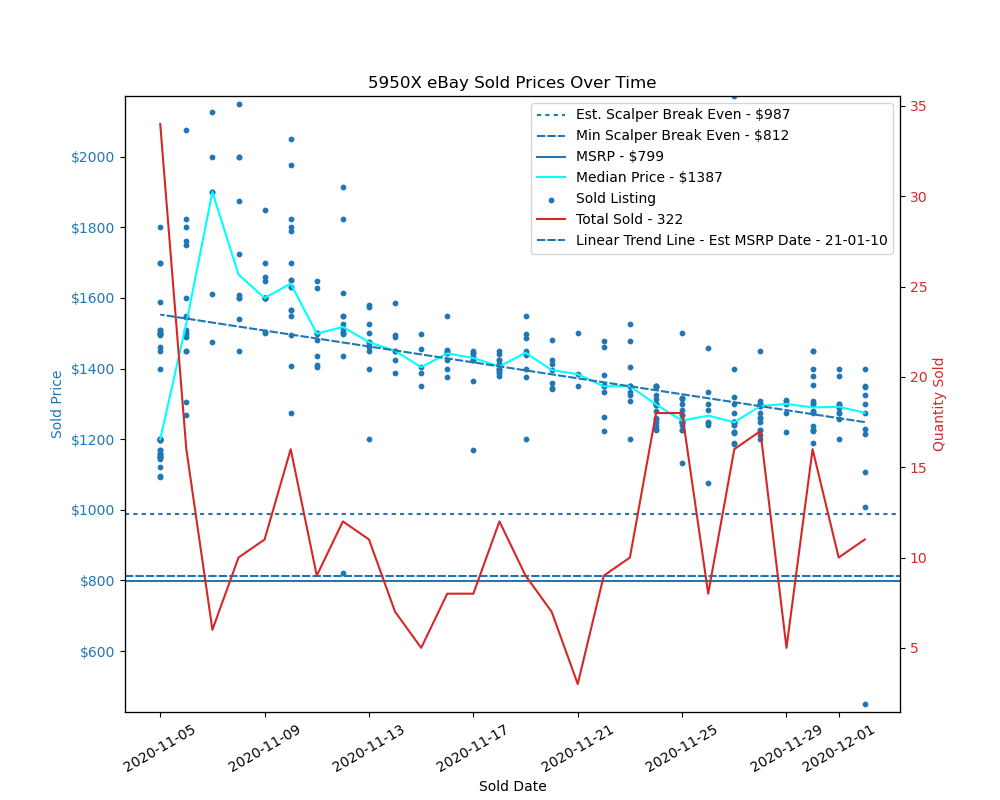 5950X eBay Sold Prices Over Time
Est. Scalper Break Even - $987
Min Scalper Break Even - $812
MSRP - $799
Median Price - $1387
Sold Listing
Total Sold - 322
Linear Trend Line - Est MSRP Date - 21-01-10
Sold Price
$2000
$1800
$1600
$1400
$1200
$1000
$800
$600
35
30
25
20
15
10
5
Quantity Sold
2020-11-05
2020-11-09
2020-11-13
2020-11-17
2020-11-21
2020-11-25
2020-11-29
2020-12-01
Sold Date